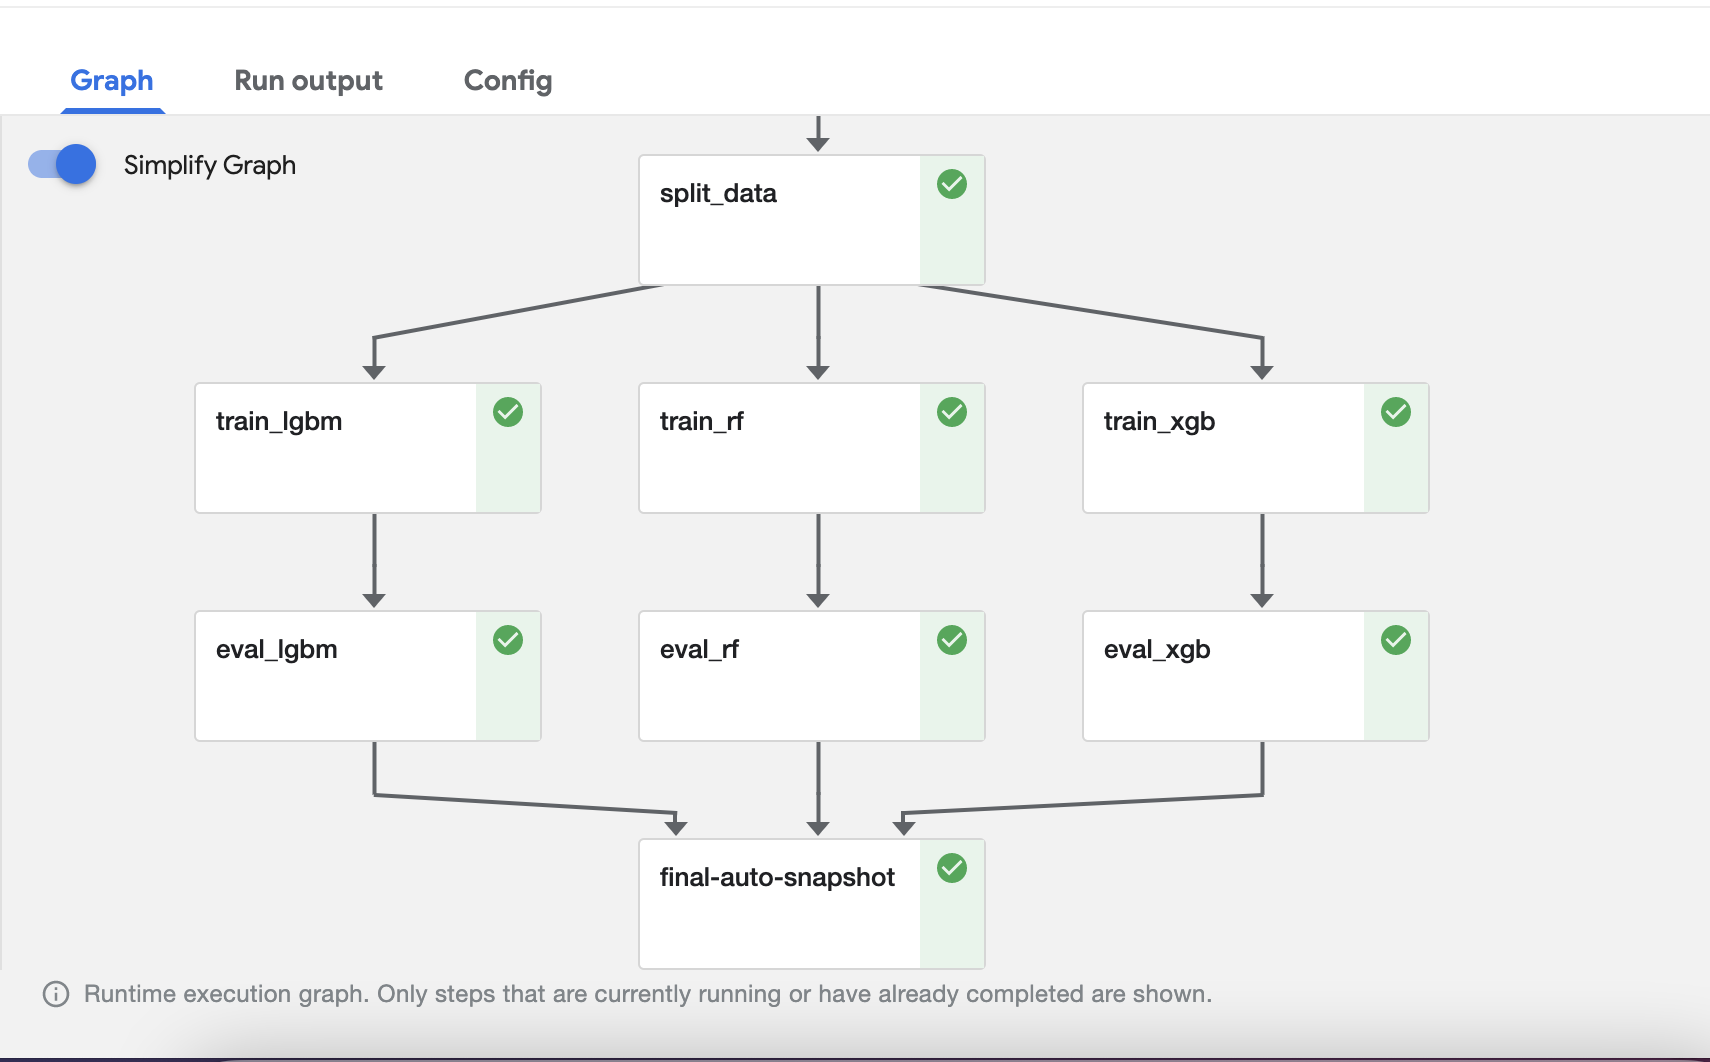 Graph Run output Config
Simplify Graph
split_data
train_lgbm train_rf train_xgb
eval_lgbm eval_rf eval_xgb
final-auto-snapshot
Runtime execution graph. Only steps that are currently running or have already completed are shown.